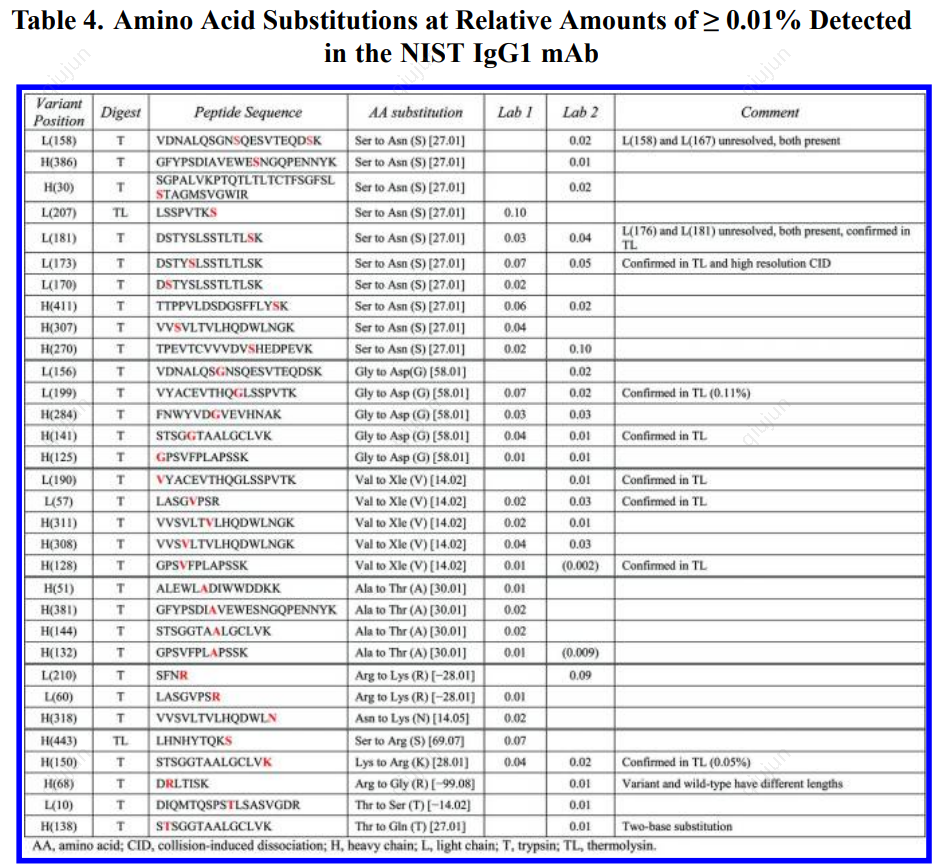 Table 4. Amino Acid Substitutions at Relative Amounts of ≥ 0.01% Detected
in the NIST IgG1 mAb
Variant Position Digest Peptide Sequence AA substitution Lab 1 Lab 2 Comment
L(158) T VDNALQSGNSQESVTEQDSK Ser to Asn (S) [27.01] 0.02 L(158) and L(167) unresolved, both present
H(386) T GFYPSDIAVEWESNGQPENNYK Ser to Asn (S) [27.01] 0.01
H(30) T SGPALVKPTQTLTLTCTFSGFSL
STAGMSVGWIR Ser to Asn (S) [27.01] 0.02
L(207) TL LSSPVTKS Ser to Asn (S) [27.01] 0.10
L(181) T DSTYSLSSTLTLSK Ser to Asn (S) [27.01] 0.03 0.04 L(176) and L(181) unresolved, both present, confirmed in
TL
L(173) T DSTYSLSSTLTLSK Ser to Asn (S) [27.01] 0.07 0.05 Confirmed in TL and high resolution CID
L(170) T DSTYSLSSTLTLSK Ser to Asn (S) [27.01] 0.02
H(411) T TTPPVLDSDGSFFLYSK Ser to Asn (S) [27.01] 0.06 0.02
H(307) T VVSVLTVLHQDWLNGK Ser to Asn (S) [27.01] 0.04
H(270) T TPEVTCVVVDVSHEDPEVK Ser to Asn (S) [27.01] 0.02 0.10
L(156) T VDNALQSGNSQESVTEQDSK Gly to Asp(G) [58.01] 0.02
L(199) T VYACEVTHQGLSSPVTK Gly to Asp (G) [58.01] 0.07 0.02 Confirmed in TL (0.11%)
H(284) T FNWYVDGVEVHNAK Gly to Asp (G) [58.01] 0.03 0.03
H(141) T STSGGTAALGCLVK Gly to Asp (G) [58.01] 0.04 0.01 Confirmed in TL
H(125) T GPSVFPLAPSSK Gly to Asp (G) [58.01] 0.01 0.01
L(190) T VYACEVTHQGLSSPVTK Val to Xle (V) [14.02] 0.01 Confirmed in TL
L(57) T LASGVPSR Val to Xle (V) [14.02] 0.02 0.03 Confirmed in TL
H(311) T VVSVLTVLHQDWLNGK Val to Xle (V) [14.02] 0.02 0.01
H(308) T VVSVLTVLHQDWLNGK Val to Xle (V) [14.02] 0.04 0.03
H(128) T GPSVFPLAPSSK Val to Xle (V) [14.02] 0.01 (0.002) Confirmed in TL
H(51) T ALEWLADIWWDDKK Ala to Thr (A) [30.01] 0.01
H(381) T GFYPSDIAVEWESNGQPENNYK Ala to Thr (A) [30.01] 0.02
H(144) T STSGGTAALGCLVK Ala to Thr (A) [30.01] 0.02
H(132) T GPSVFPLAPSSK Ala to Thr (A) [30.01] 0.01 (0.009)
L(210) T SFNR Arg to Lys (R) [−28.01] 0.09
L(60) T LASGVPSR Arg to Lys (R) [−28.01] 0.01
H(318) T VVSVLTVLHQDWLN Asn to Lys (N) [14.05] 0.02
H(443) TL LHNHYTQKS Ser to Arg (S) [69.07] 0.07
H(150) T STSGGTAALGCLVK Lys to Arg (K) [28.01] 0.04 0.02 Confirmed in TL (0.05%)
H(68) T DRLTISK Arg to Gly (R) [−99.08] 0.01 Variant and wild-type have different lengths
L(10) T DIQMTQSPSTLSASVGDR Thr to Ser (T) [−14.02] 0.01
H(138) T STSGGTAALGCLVK Thr to Gln (T) [27.01] 0.01 Two-base substitution
AA, amino acid; CID, collision-induced dissociation; H, heavy chain; L, light chain; T, trypsin; TL, thermolysin.
qiujun
qiujun
qiujun
qiujun
qiujun
qiujun
qiujun
qiujun
qiujun